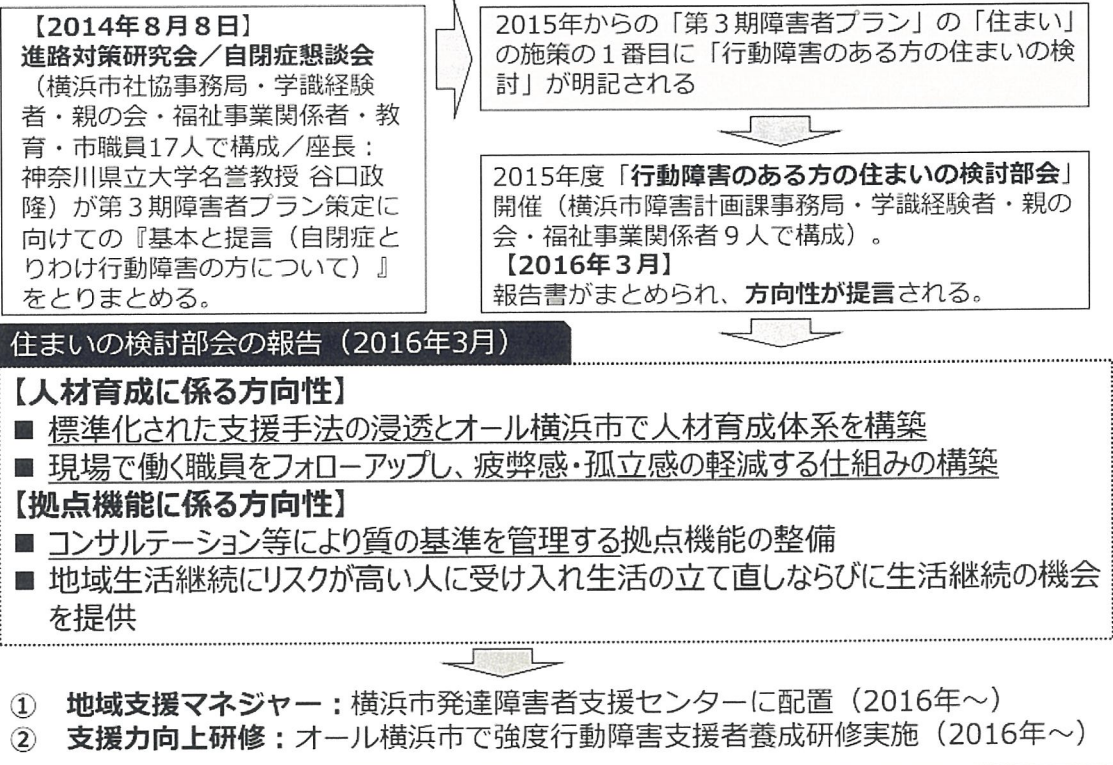 【2014年８月８日】
進路対策研究会／自閉症懇談会
（横浜市社協事務局・学識経験
者・親の会・福祉事業関係者・教
育・市職員17人で構成／座長：
神奈川県立大学名誉教授 谷口政
隆）が第３期障害者プラン策定に
向けての『基本と提言（自閉症と
りわけ行動障害の方について）』
をとりまとめる。
2015年からの「第３期障害者プラン」の「住まい」
の施策の１番目に「行動障害のある方の住まいの検
討」が明記される
2015年度「行動障害のある方の住まいの検討部会」
開催（横浜市障害計画課事務局・学識経験者・親の
会・福祉事業関係者９人で構成）。
【2016年３月】
報告書がまとめられ、方向性が提言される。
住まいの検討部会の報告（2016年3月）
【人材育成に係る方向性】
■ 標準化された支援手法の浸透とオール横浜市で人材育成体系を構築
■ 現場で働く職員をフォローアップし、疲弊感・孤立感の軽減する仕組みの構築
【拠点機能に係る方向性】
■ コンサルテーション等により質の基準を管理する拠点機能の整備
■ 地域生活継続にリスクが高い人に受け入れ生活の立て直しならびに生活継続の機会
を提供
① 地域支援マネジャー：横浜市発達障害者支援センターに配置（2016年～）
② 支援力向上研修：オール横浜市で強度行動障害支援者養成研修実施（2016年～）